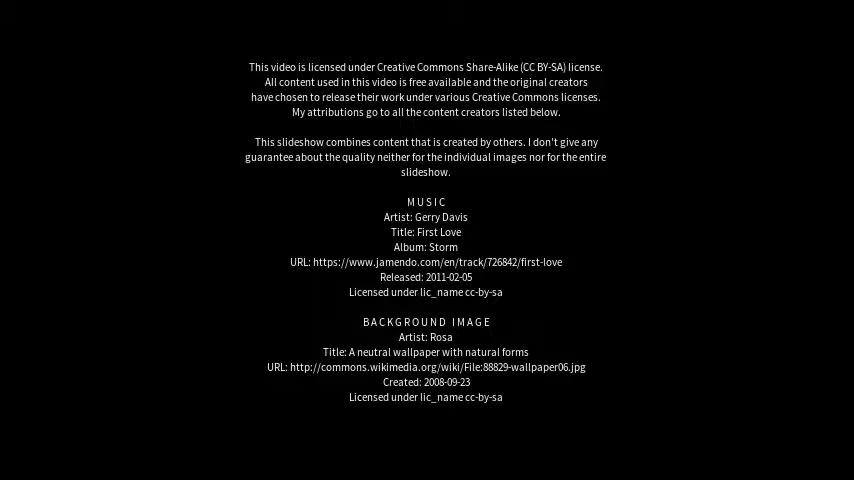 This video is licensed under Creative Commons Share-Alike (CC BY-SA) license.
All content used in this video is free available and the original creators
have chosen to release their work under various Creative Commons licenses.
My attributions go to all the content creators listed below.
This slideshow combines content that is created by others. I don't give any
guarantee about the quality neither for the individual images nor for the entire
slideshow.
MUSIC
Artist: Gerry Davis
Title: First Love
Album: Storm
URL: https://www.jamendo.com/en/track/726842/first-love
Released: 2011-02-05
Licensed under lic_name cc-by-sa
BACKGROUND IMAGE
Artist: Rosa
Title: A neutral wallpaper with natural forms
URL: http://commons.wikimedia.org/wiki/File:88829-wallpaper06.jpg
Created: 2008-09-23
Licensed under lic_name cc-by-sa